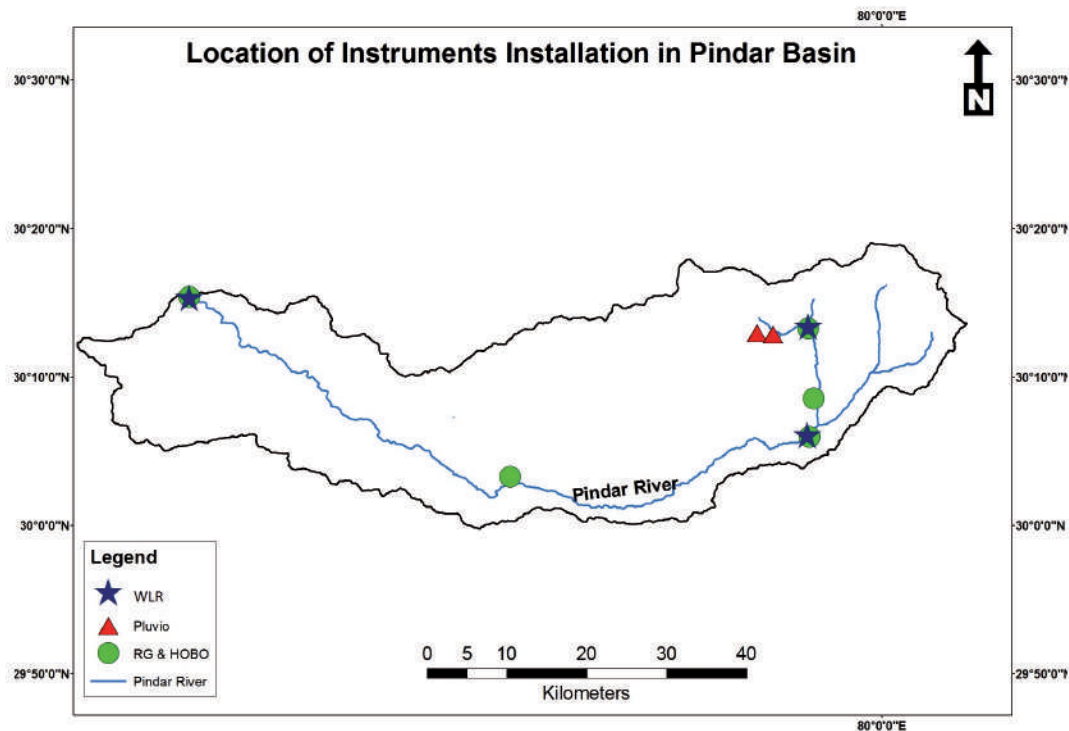 80°0'0"E
Location of Instruments Installation in Pindar Basin
N
30°30'0"N
30°30'0"N
30°20'0"N
30°20'0"N
30°10'0"N
30°10'0"N
Pindar River
30°0'0"N
30°0'0"N
Legend
WLR
Pluvio
RG & HOBO
Pindar River
0 5 10 20 30 40
Kilometers
29°50'0"N
29°50'0"N
80°0'0"E